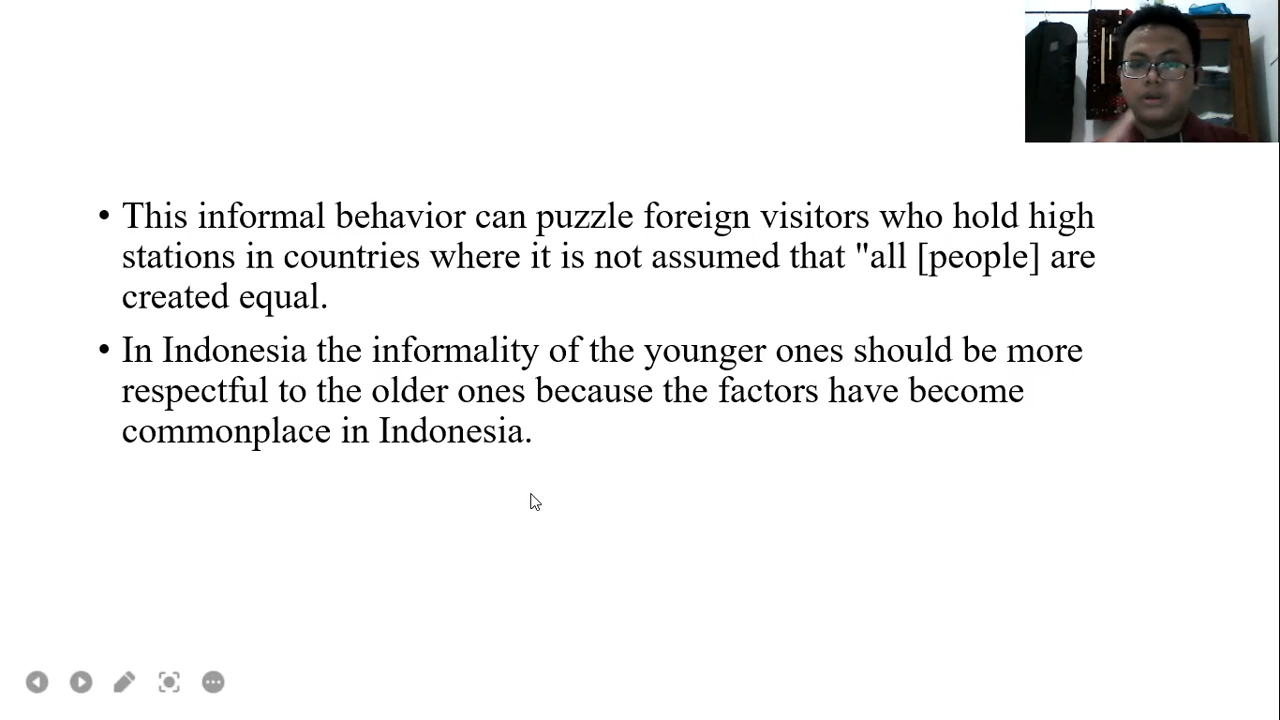 • This informal behavior can puzzle foreign visitors who hold high
stations in countries where it is not assumed that "all [people] are
created equal.
• In Indonesia the informality of the younger ones should be more
respectful to the older ones because the factors have become
commonplace in Indonesia.